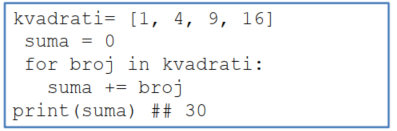 kvadrati= [1, 4, 9, 16]
 suma = 0
 for broj in kvadrati:
   suma += broj
print(suma) ## 30